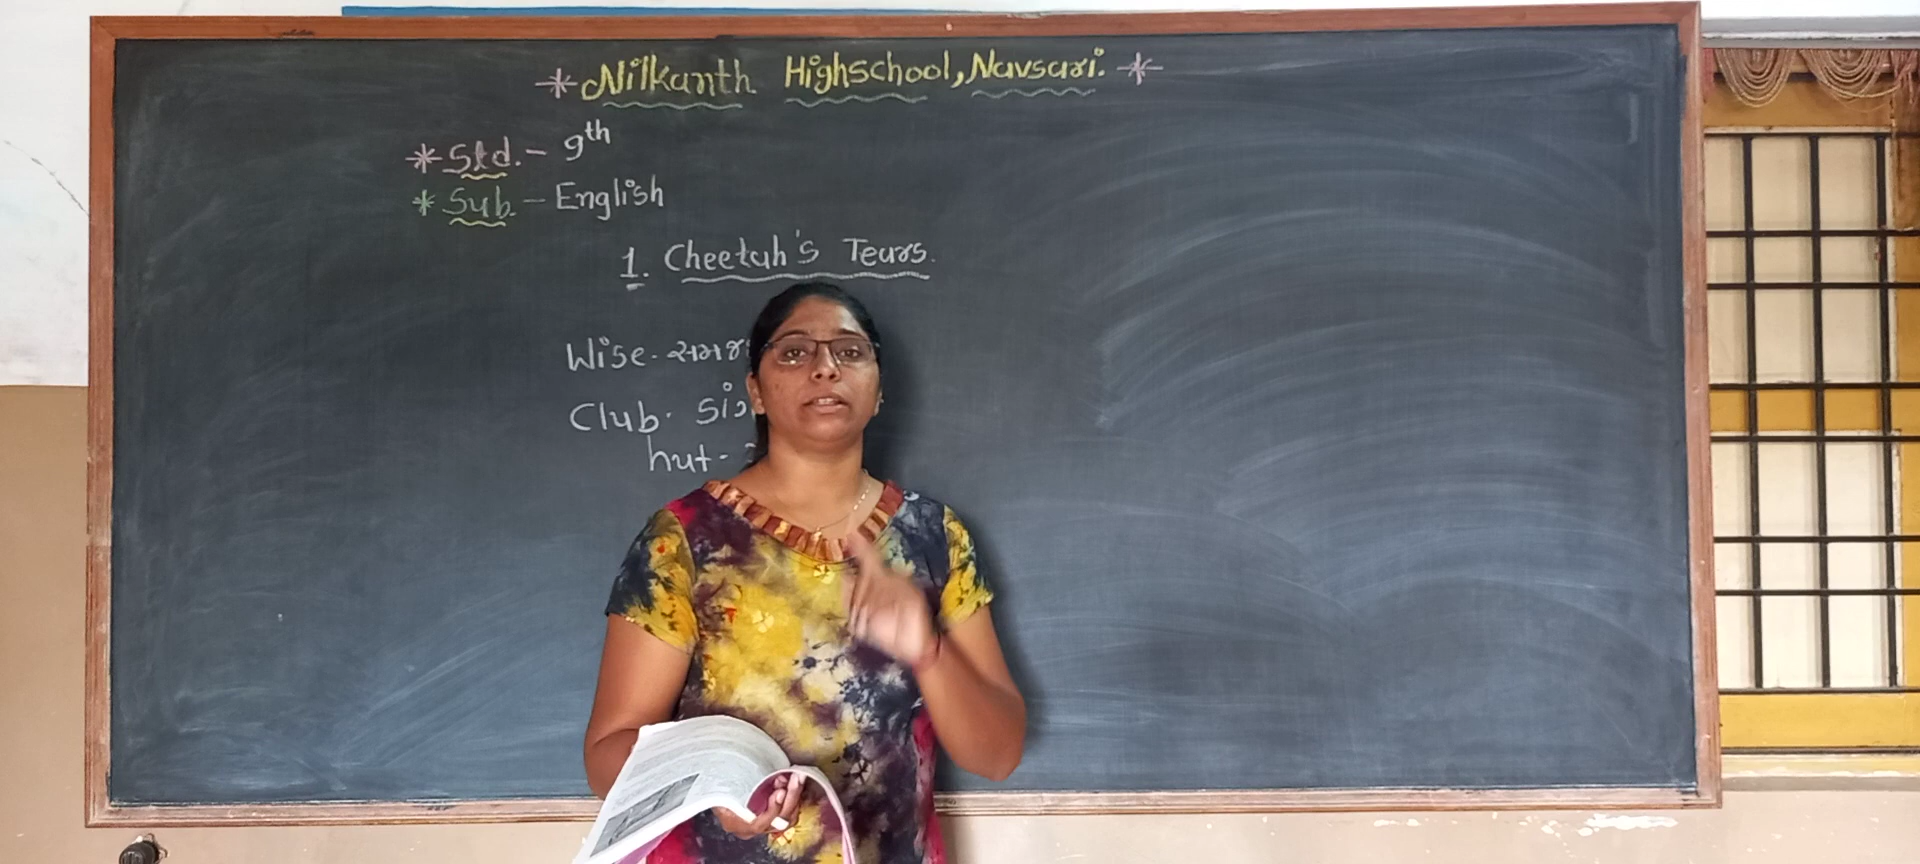 * Nilkanth Highschool, Navsari. *
* Std. - 9th
* Sub. - English
1. Cheetah's Tears.
Wise - સમજ
Club -
hut -